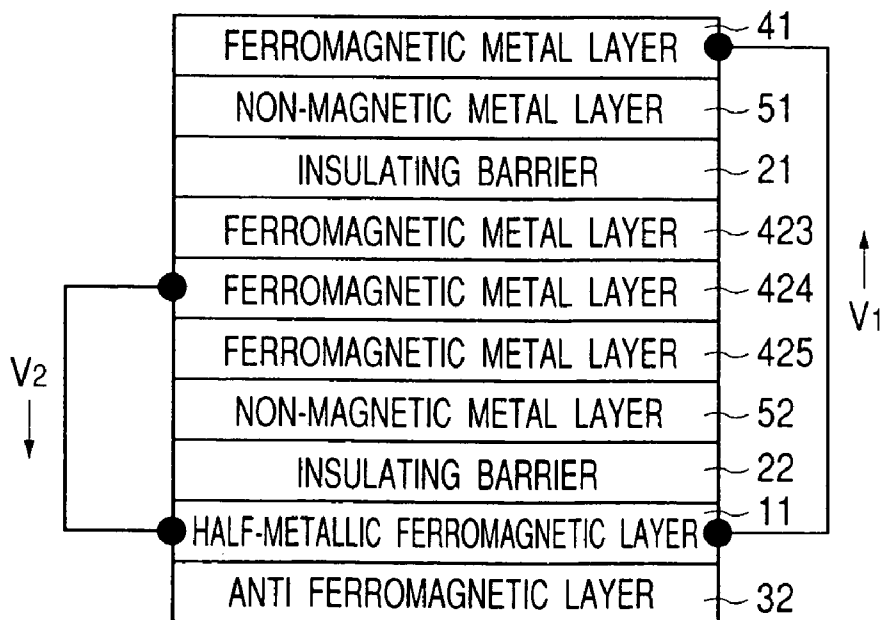 FERROMAGNETIC METAL LAYER 41
NON-MAGNETIC METAL LAYER 51
INSULATING BARRIER 21
FERROMAGNETIC METAL LAYER 423
FERROMAGNETIC METAL LAYER 424
FERROMAGNETIC METAL LAYER 425
NON-MAGNETIC METAL LAYER 52
INSULATING BARRIER 22
HALF-METALLIC FERROMAGNETIC LAYER 11
ANTI FERROMAGNETIC LAYER 32
V2
V1